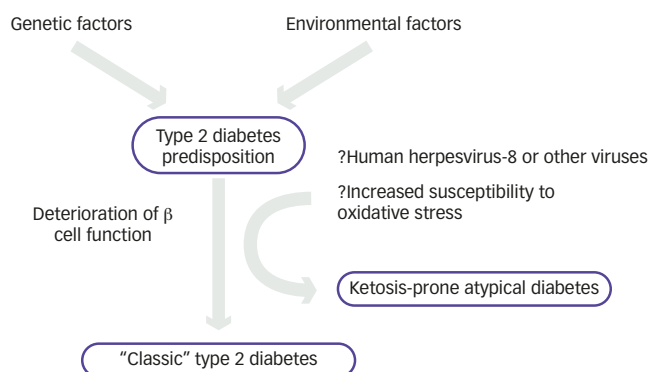 Genetic factors
Environmental factors
Type 2 diabetes
predisposition
?Human herpesvirus-8 or other viruses
?Increased susceptibility to
oxidative stress
Deterioration of β
cell function
Ketosis-prone atypical diabetes
“Classic” type 2 diabetes